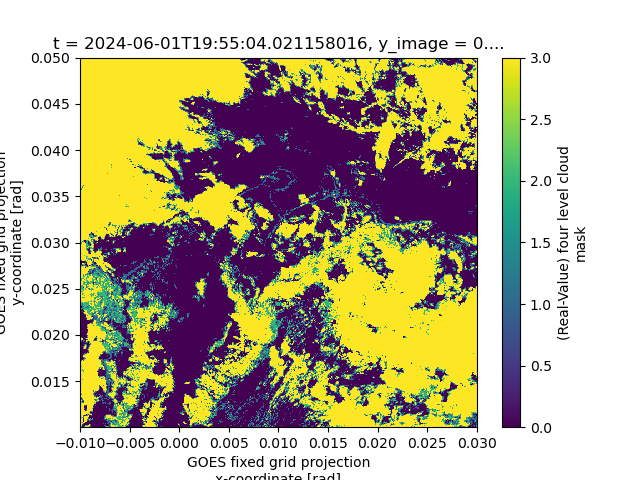 t = 2024-06-01T19:55:04.021158016, y_image = 0....
0.050
0.045
0.040
0.035
0.030
0.025
0.020
0.015
GOES fixed grid projection
y-coordinate [rad]
−0.010 −0.005 0.000 0.005 0.010 0.015 0.020 0.025 0.030
GOES fixed grid projection
x-coordinate [rad]
3.0
2.5
2.0
1.5
1.0
0.5
0.0
(Real-Value) four level cloud
mask